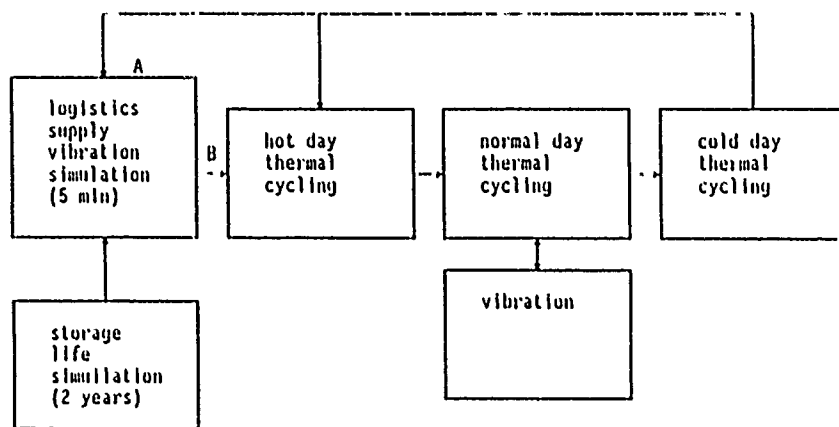 A
logistics
supply
vibration
simulation
(5 min)
B
hot day
thermal
cycling
normal day
thermal
cycling
cold day
thermal
cycling
storage
life
simullation
(2 years)
vibration